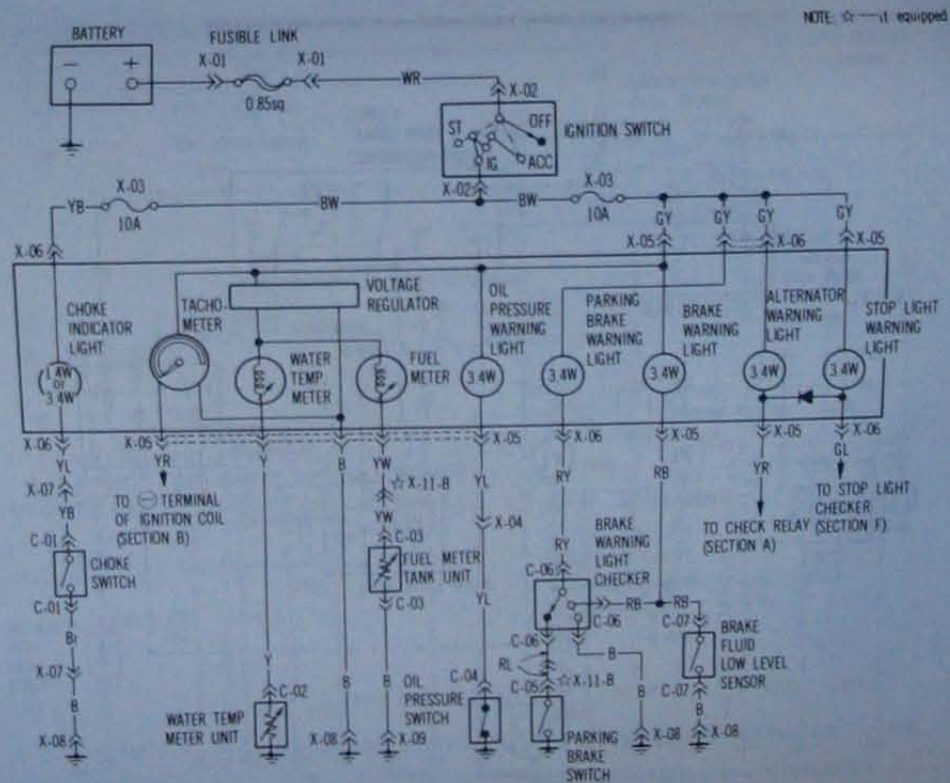 NOTE: ☆—if equipped
BATTERY
FUSIBLE LINK
X-01
X-01
WR
0.85sq
X-02
ST
OFF
IG
ACC
IGNITION SWITCH
X-02
X-03
X-03
YB
10A
BW
BW
10A
GY
GY
GY
GY
X-06
X-05
X-06
X-05
CHOKE
INDICATOR
LIGHT
TACHO-
METER
VOLTAGE
REGULATOR
OIL
PRESSURE
WARNING
LIGHT
PARKING
BRAKE
WARNING
LIGHT
BRAKE
WARNING
LIGHT
ALTERNATOR
WARNING
LIGHT
STOP LIGHT
WARNING
LIGHT
WATER
TEMP.
METER
FUEL
METER
1.4W
or
3.4W
3.4W
3.4W
3.4W
3.4W
3.4W
X-06
X-05
X-05
X-06
X-05
X-05
X-06
YL
YR
Y
B
YW
YL
RY
RB
YR
GL
X-07
YB
TO ⊖ TERMINAL
OF IGNITION COIL
(SECTION B)
☆ X-11-B
YW
X-04
TO CHECK RELAY
(SECTION A)
TO STOP LIGHT
CHECKER
(SECTION F)
C-01
CHOKE
SWITCH
C-01
C-03
FUEL METER
TANK UNIT
C-03
RY
BRAKE
WARNING
LIGHT
CHECKER
C-06
RB
RB
C-06
C-06
C-07
BRAKE
FLUID
LOW LEVEL
SENSOR
C-07
YL
Br
X-07
B
X-08
Y
C-02
WATER TEMP
METER UNIT
B
X-08
B
X-09
OIL
PRESSURE
SWITCH
C-04
RL
☆ X-11-B
C-05
PARKING
BRAKE
SWITCH
B
B
X-08
B
X-08